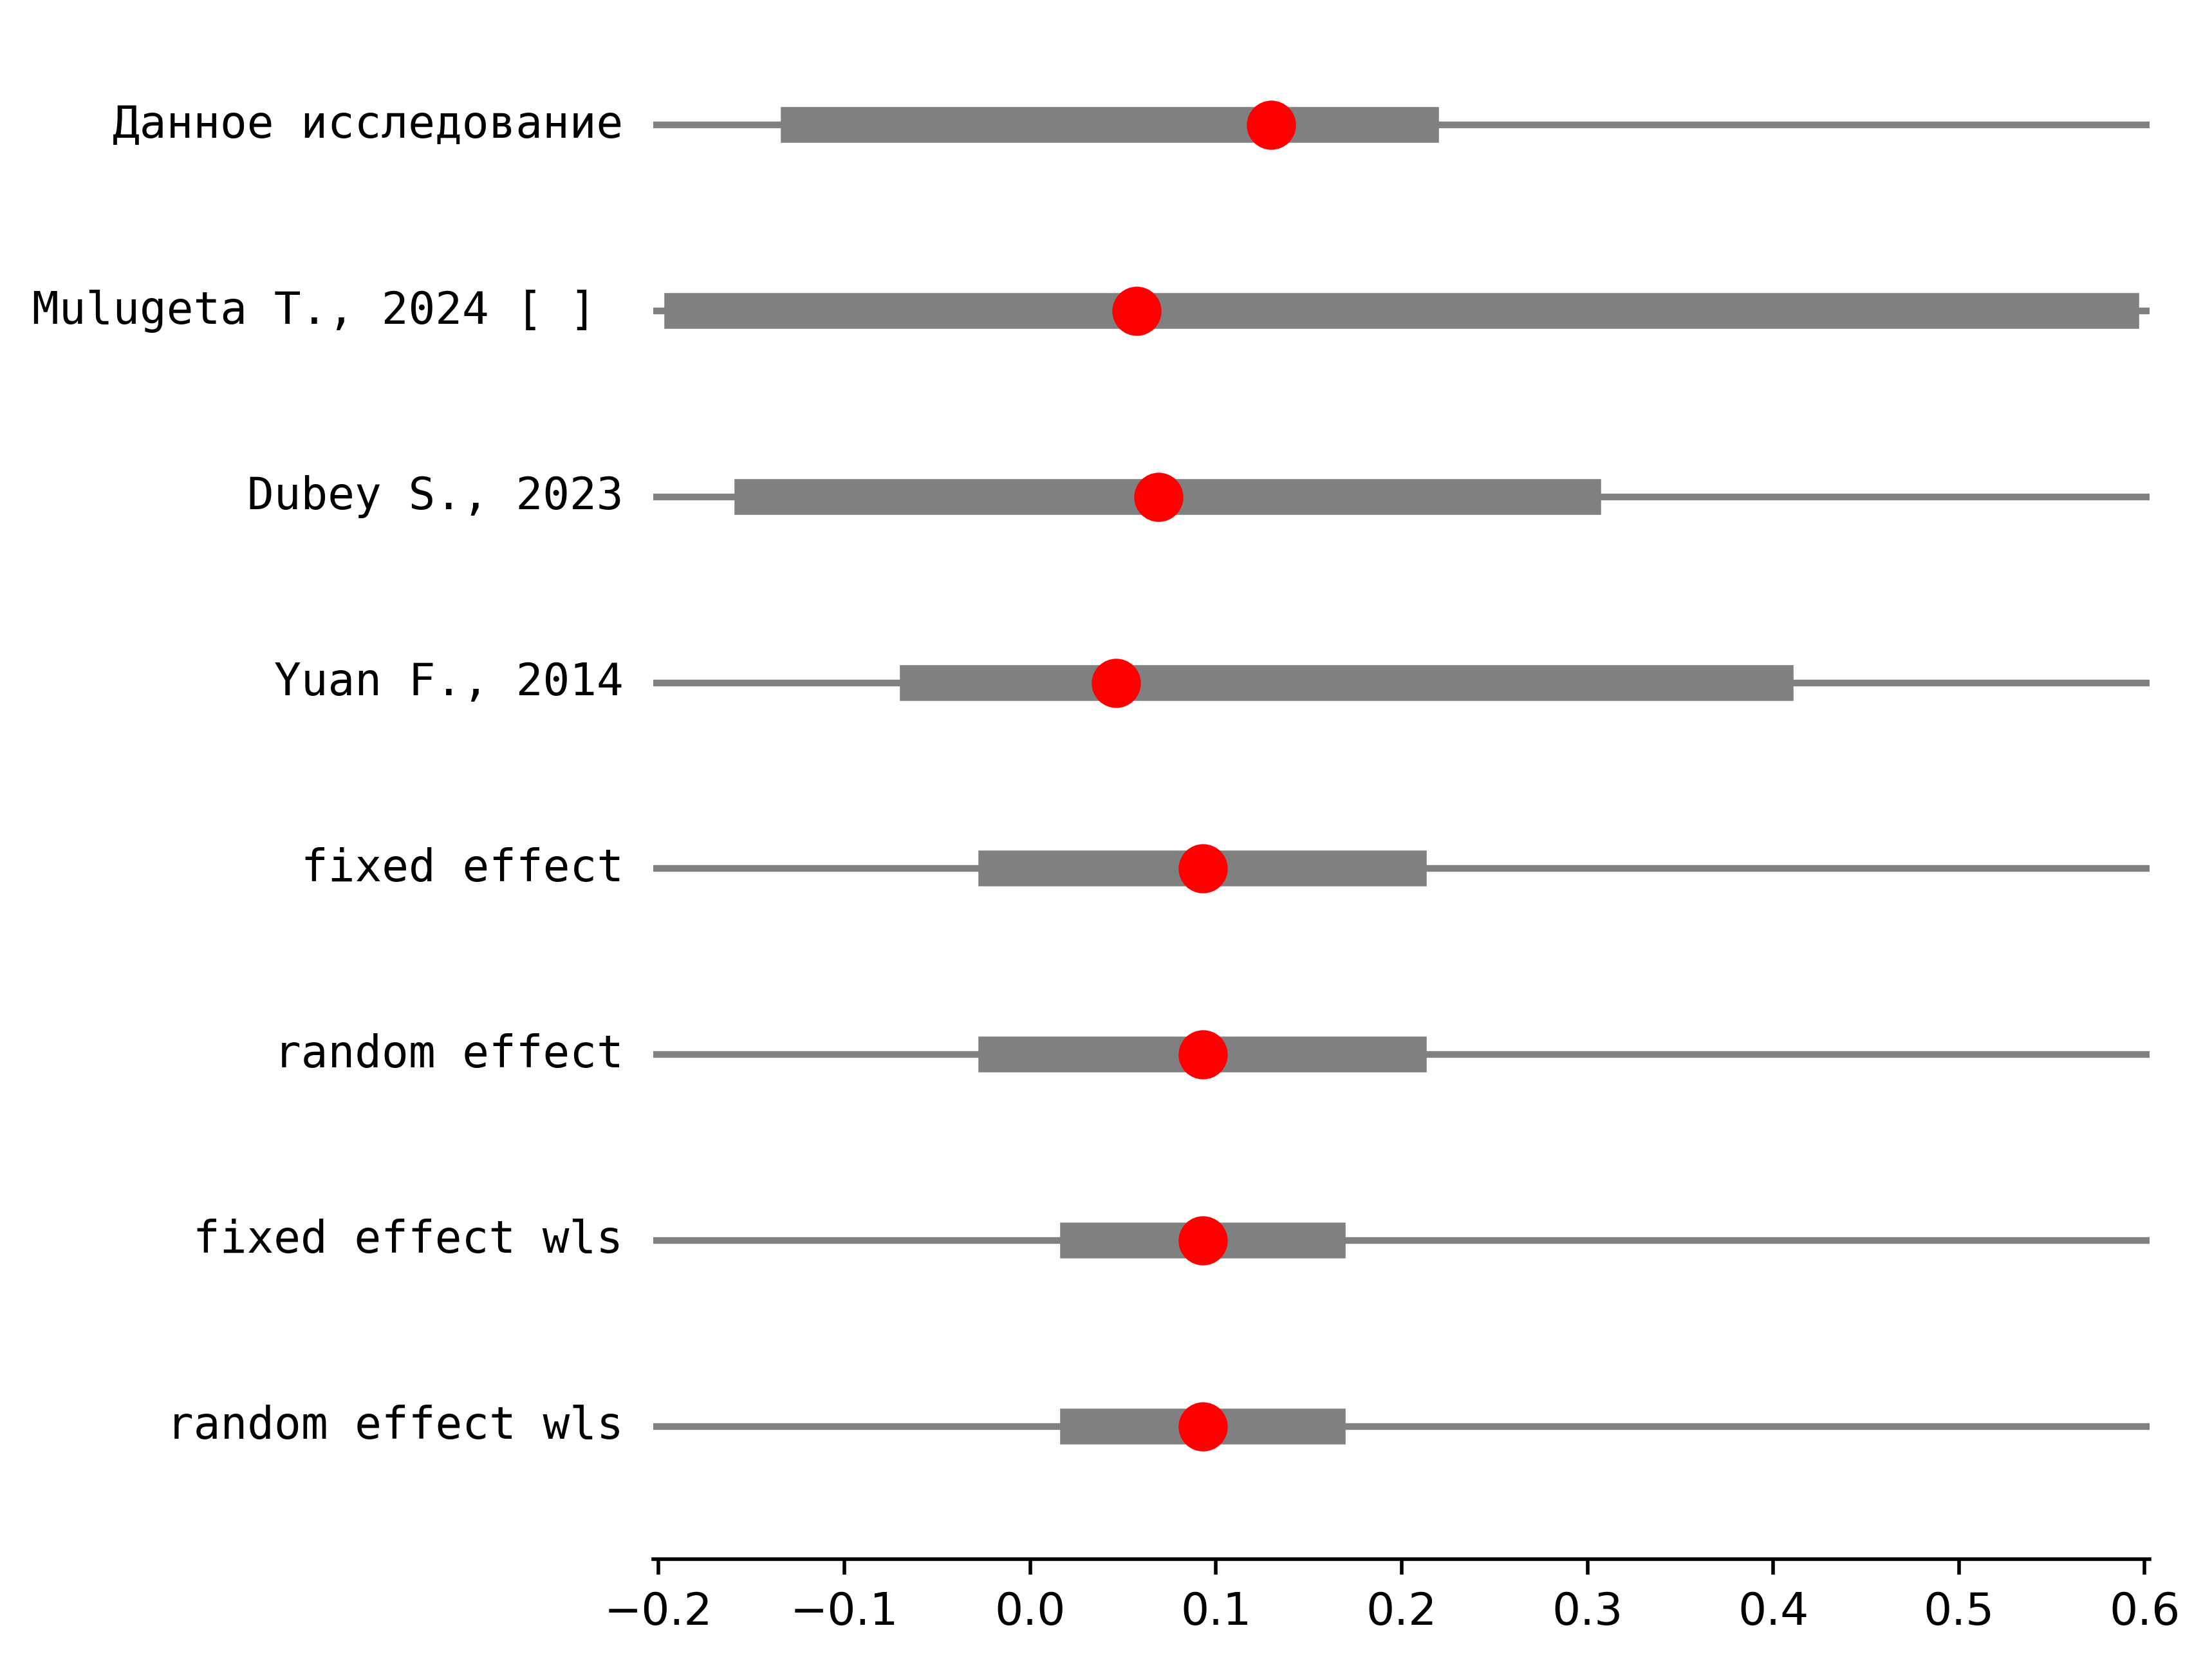 Данное исследование
Mulugeta T., 2024 [ ]
Dubey S., 2023
Yuan F., 2014
fixed effect
random effect
fixed effect wls
random effect wls
−0.2 −0.1 0.0 0.1 0.2 0.3 0.4 0.5 0.6